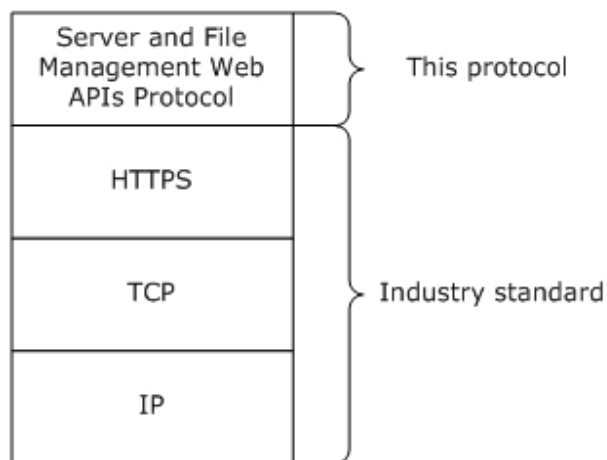 Server and File
Management Web
APIs Protocol
This protocol
HTTPS
TCP
Industry standard
IP